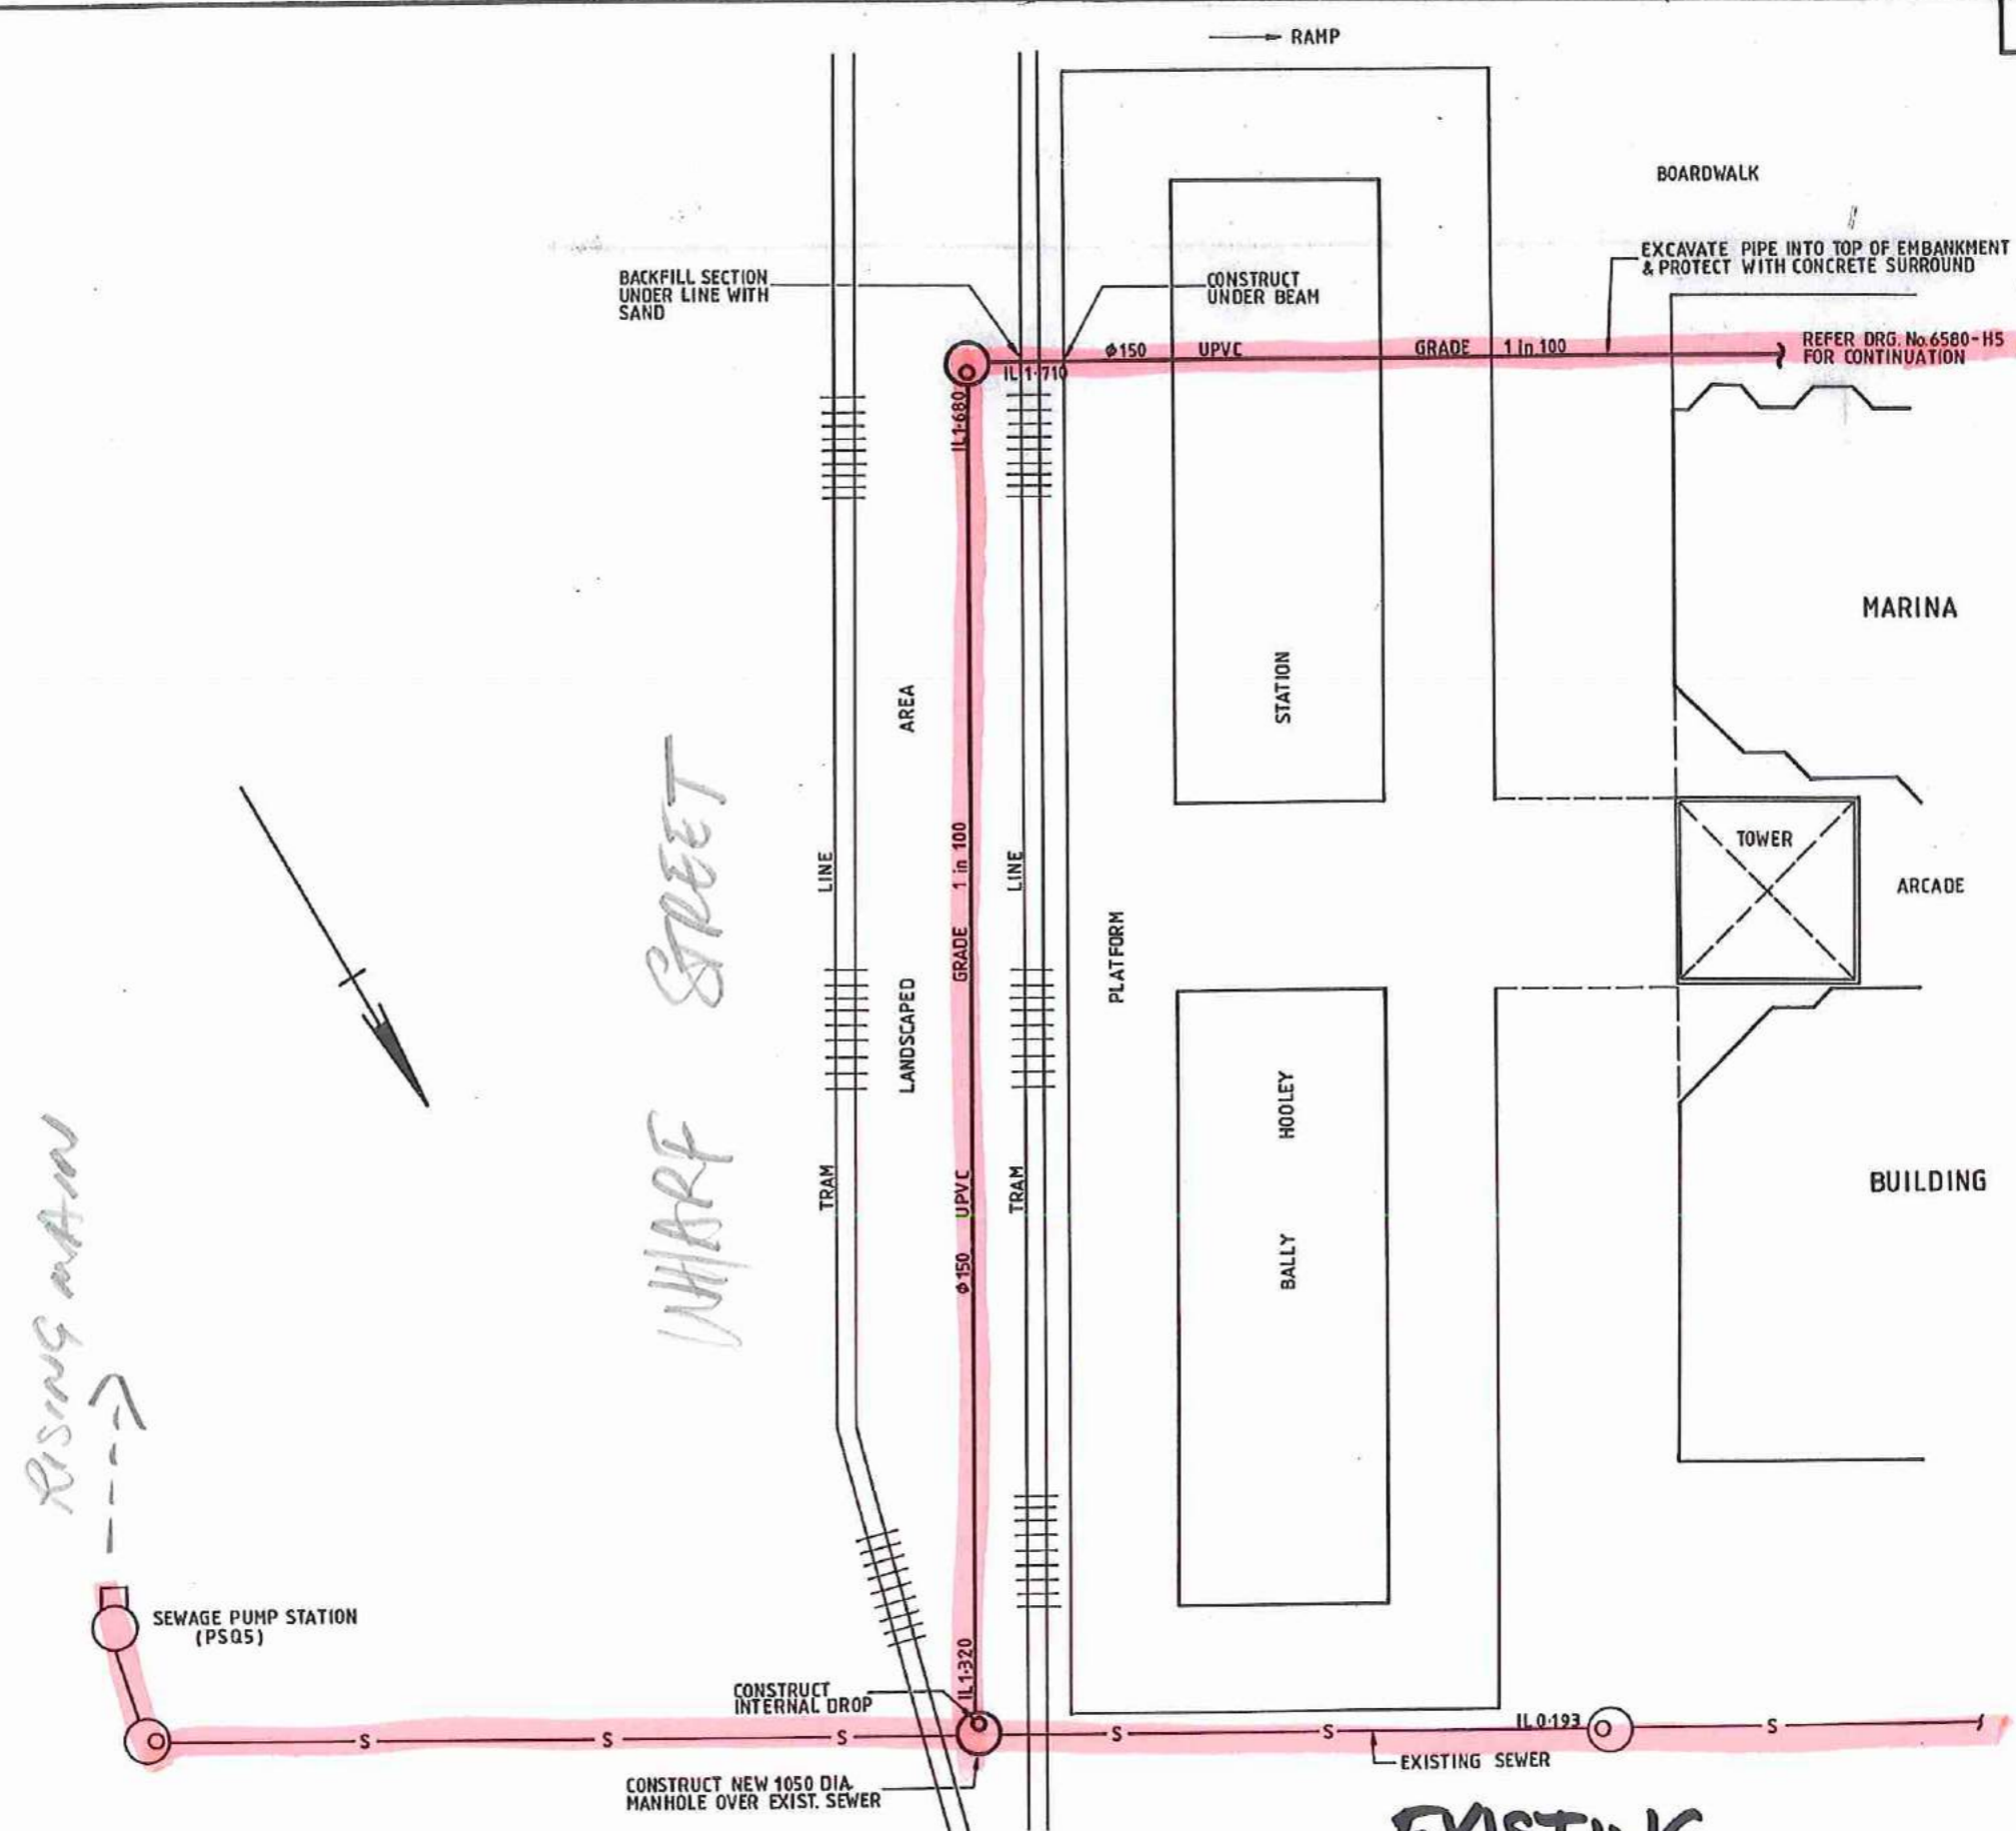 RAMP
BOARDWALK
EXCAVATE PIPE INTO TOP OF EMBANKMENT
& PROTECT WITH CONCRETE SURROUND
BACKFILL SECTION
UNDER LINE WITH
SAND
CONSTRUCT
UNDER BEAM
φ150 UPVC GRADE 1 in 100
REFER DRG. No.6580-H5
FOR CONTINUATION
IL 1·710
IL 1·680
MARINA
STATION
AREA
WHARF STREET
TOWER
ARCADE
LINE
GRADE 1 in 100
LINE
PLATFORM
LANDSCAPED
HOOLEY
BALLY
BUILDING
TRAM
UPVC
φ150
TRAM
RISING MAIN
SEWAGE PUMP STATION
(PSQ5)
IL 1·320
CONSTRUCT
INTERNAL DROP
S S S S S IL 0·193 S
EXISTING SEWER
CONSTRUCT NEW 1050 DIA.
MANHOLE OVER EXIST. SEWER
EXISTING